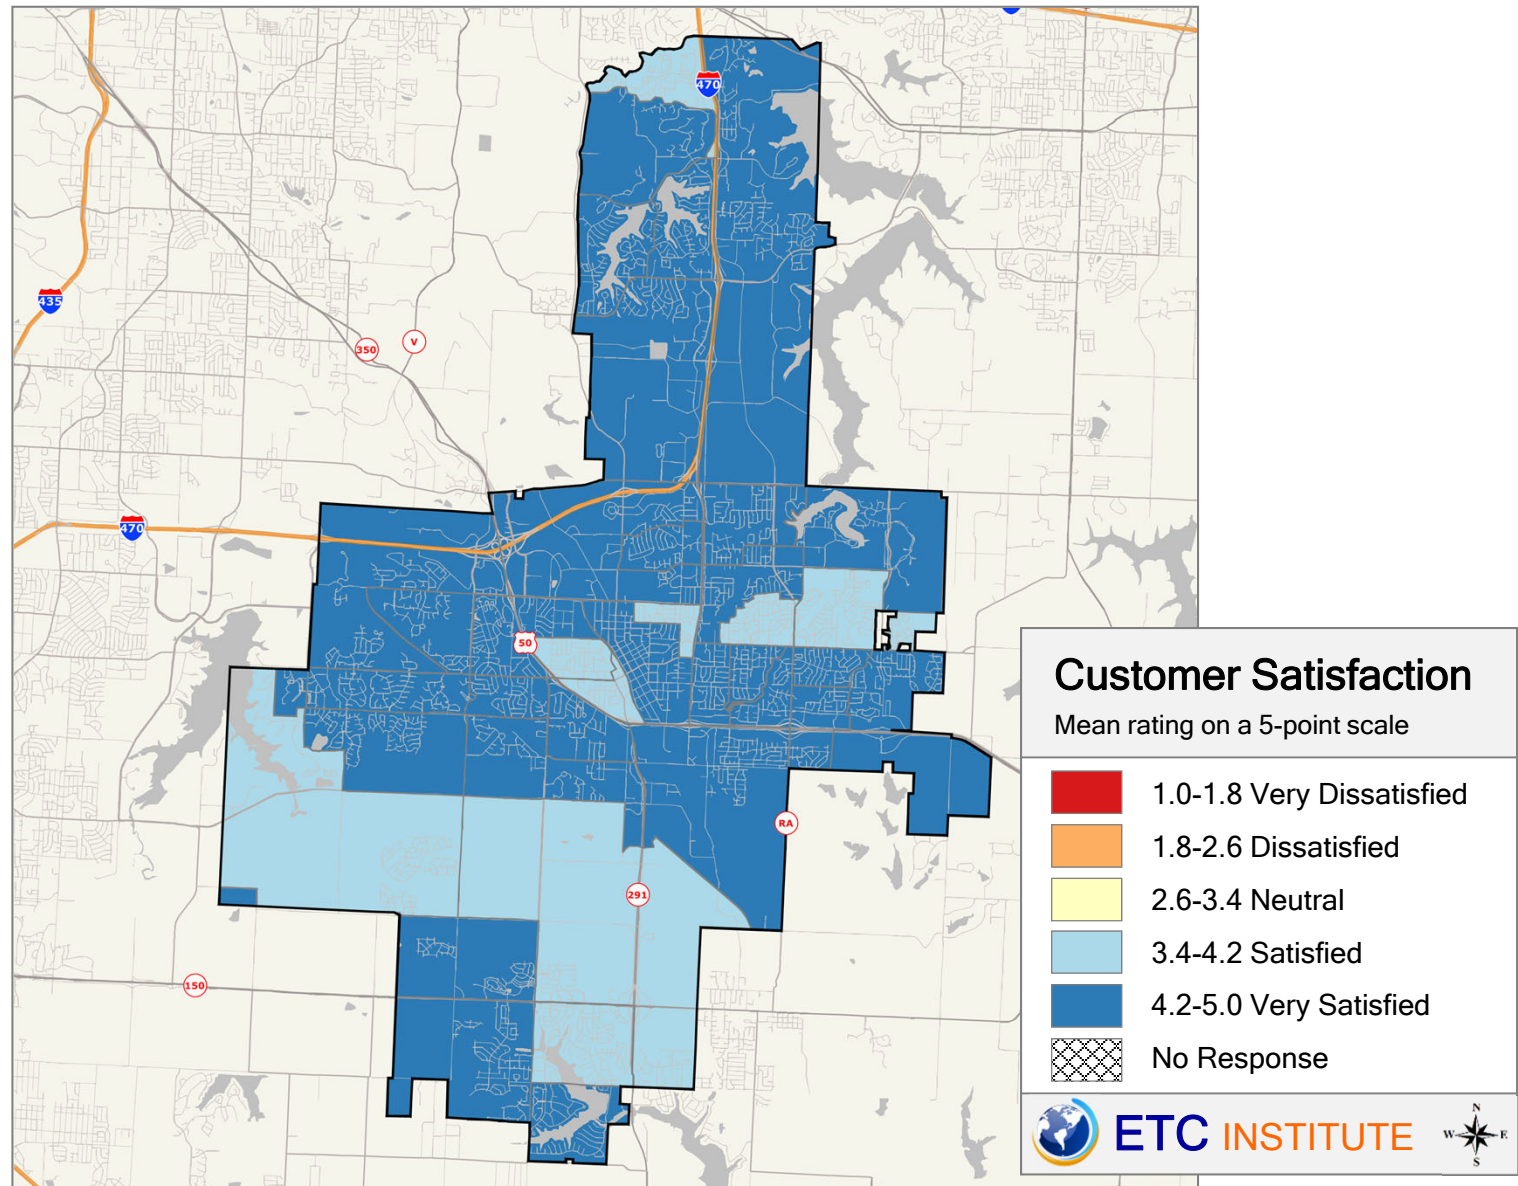 470
435
350
V
470
50
RA
291
150
Customer Satisfaction
Mean rating on a 5-point scale
1.0-1.8 Very Dissatisfied
1.8-2.6 Dissatisfied
2.6-3.4 Neutral
3.4-4.2 Satisfied
4.2-5.0 Very Satisfied
No Response
ETC INSTITUTE
N
W E
S